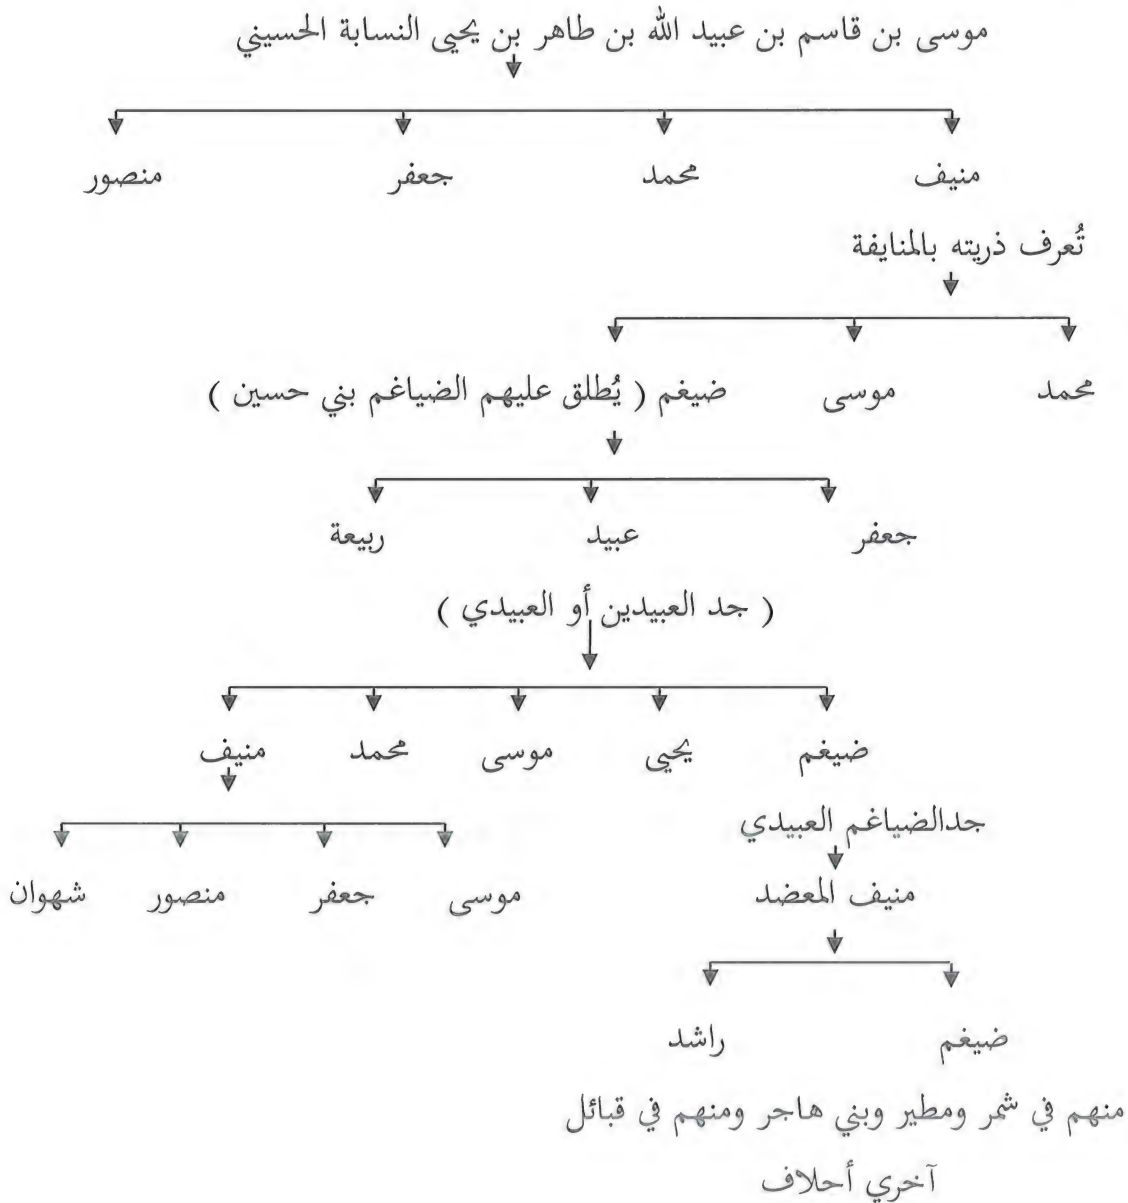 موسى بن قاسم بن عبيد الله بن طاهر بن يحيى النسابة الحسيني
منيف محمد جعفر منصور
تُعرف ذريته بالمنايفة
محمد موسى ضيغم ( يُطلق عليهم الضياغم بني حسين )
جعفر عبيد ربيعة
( جد العبيدين أو العبيدي )
ضيغم يحيى موسى محمد منيف
جدالضياغم العبيدي
منيف المعضد موسى جعفر منصور شهوان
ضيغم راشد
منهم في شمر ومطير وبني هاجر ومنهم في قبائل
آخري أحلاف